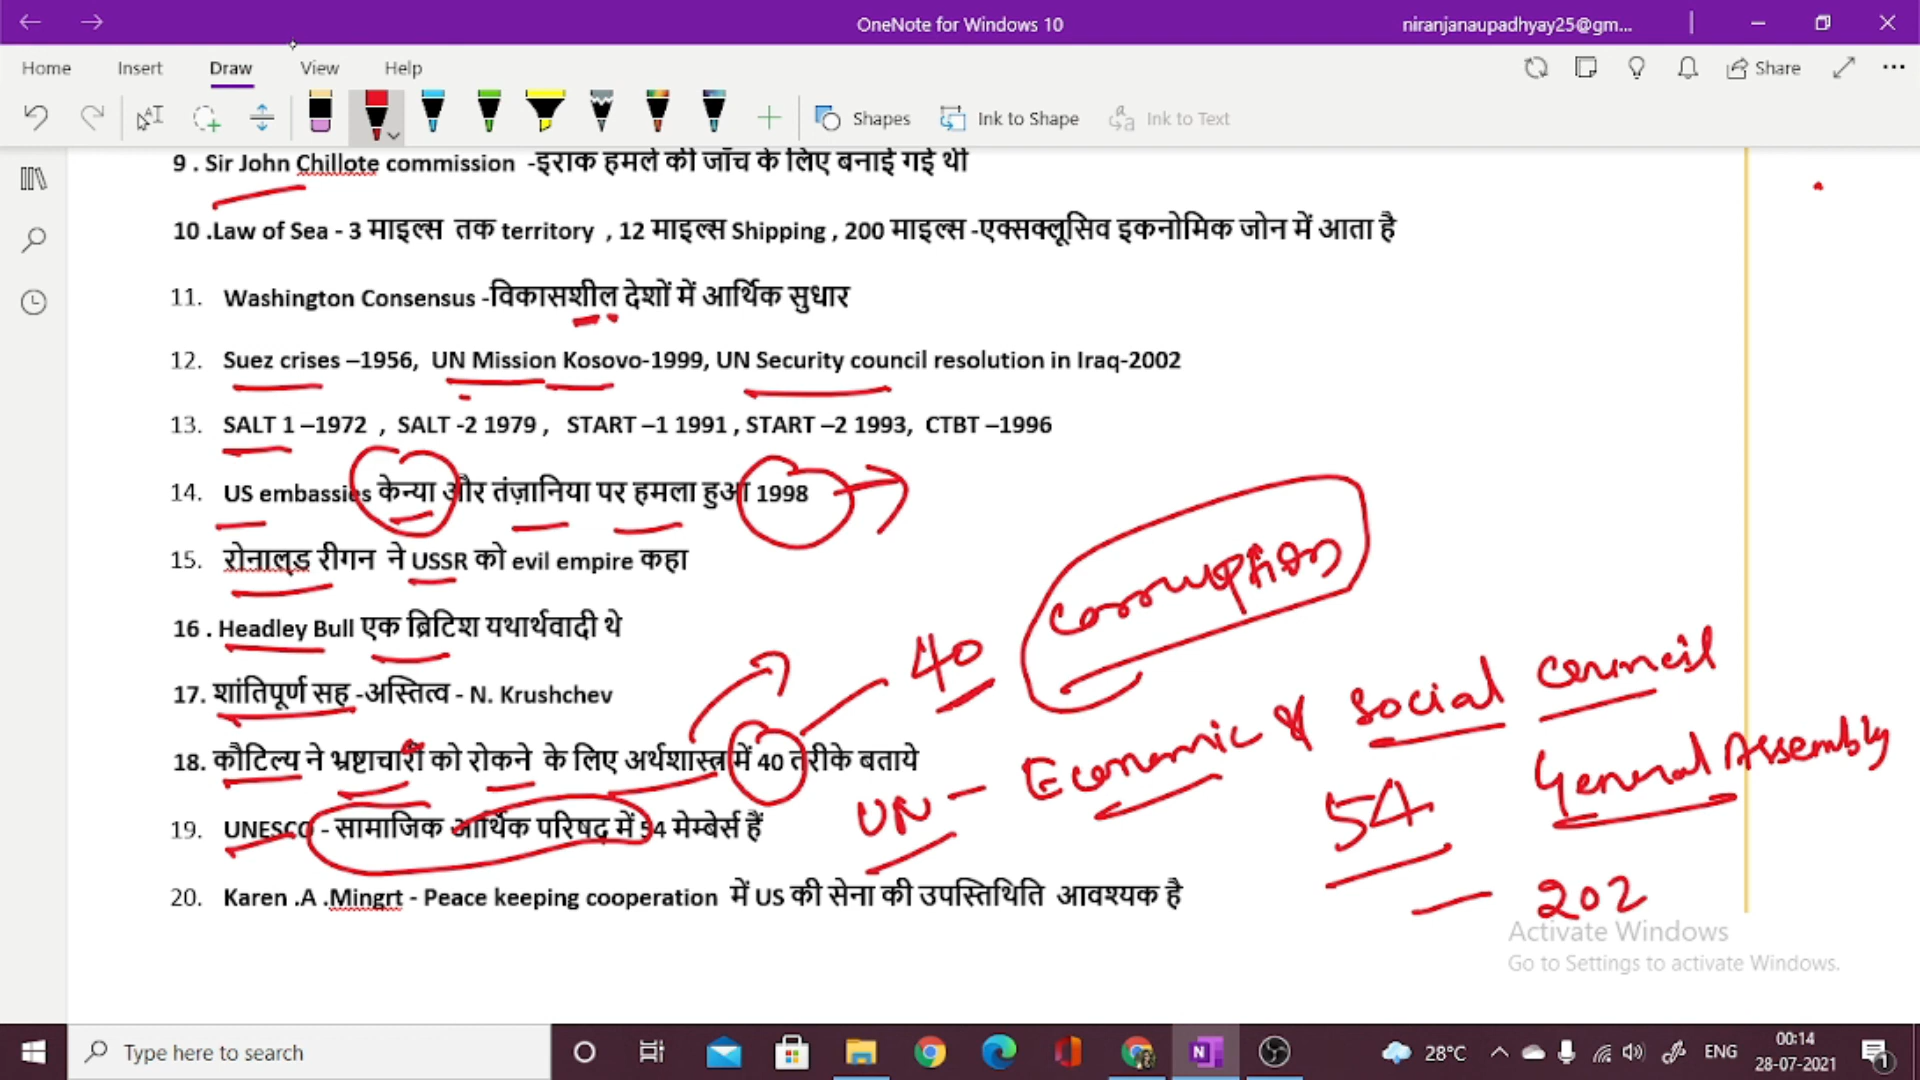 OneNote for Windows 10
niranjanaupadhyay25@gm...
Home Insert Draw View Help
Share
Shapes Ink to Shape Ink to Text
9 . Sir John Chillote commission -इराक हमले की जाँच के लिए बनाई गई थी
10 .Law of Sea - 3 माइल्स तक territory , 12 माइल्स Shipping , 200 माइल्स -एक्सक्लूसिव इकनोमिक जोन में आता है
11. Washington Consensus -विकासशील देशों में आर्थिक सुधार
12. Suez crises –1956, UN Mission Kosovo-1999, UN Security council resolution in Iraq-2002
13. SALT 1 –1972 , SALT -2 1979 , START –1 1991 , START –2 1993, CTBT –1996
14. US embassies केन्या और तंज़ानिया पर हमला हुआ 1998
15. रोनाल्ड रीगन ने USSR को evil empire कहा
corruption
16 . Headley Bull एक ब्रिटिश यथार्थवादी थे
40
17. शांतिपूर्ण सह -अस्तित्व - N. Krushchev
18. कौटिल्य ने भ्रष्टाचारी को रोकने के लिए अर्थशास्त्र में 40 तरीके बताये
UN - Economic & Social Council
General Assembly
19. UNESCO - सामाजिक आर्थिक परिषद में 54 मेम्बेर्स हैं
54
20. Karen .A .Mingrt - Peace keeping cooperation में US की सेना की उपस्तिथिति आवश्यक है
- 202
Activate Windows
Go to Settings to activate Windows.
Type here to search
28°C ENG 00:14
28-07-2021
1